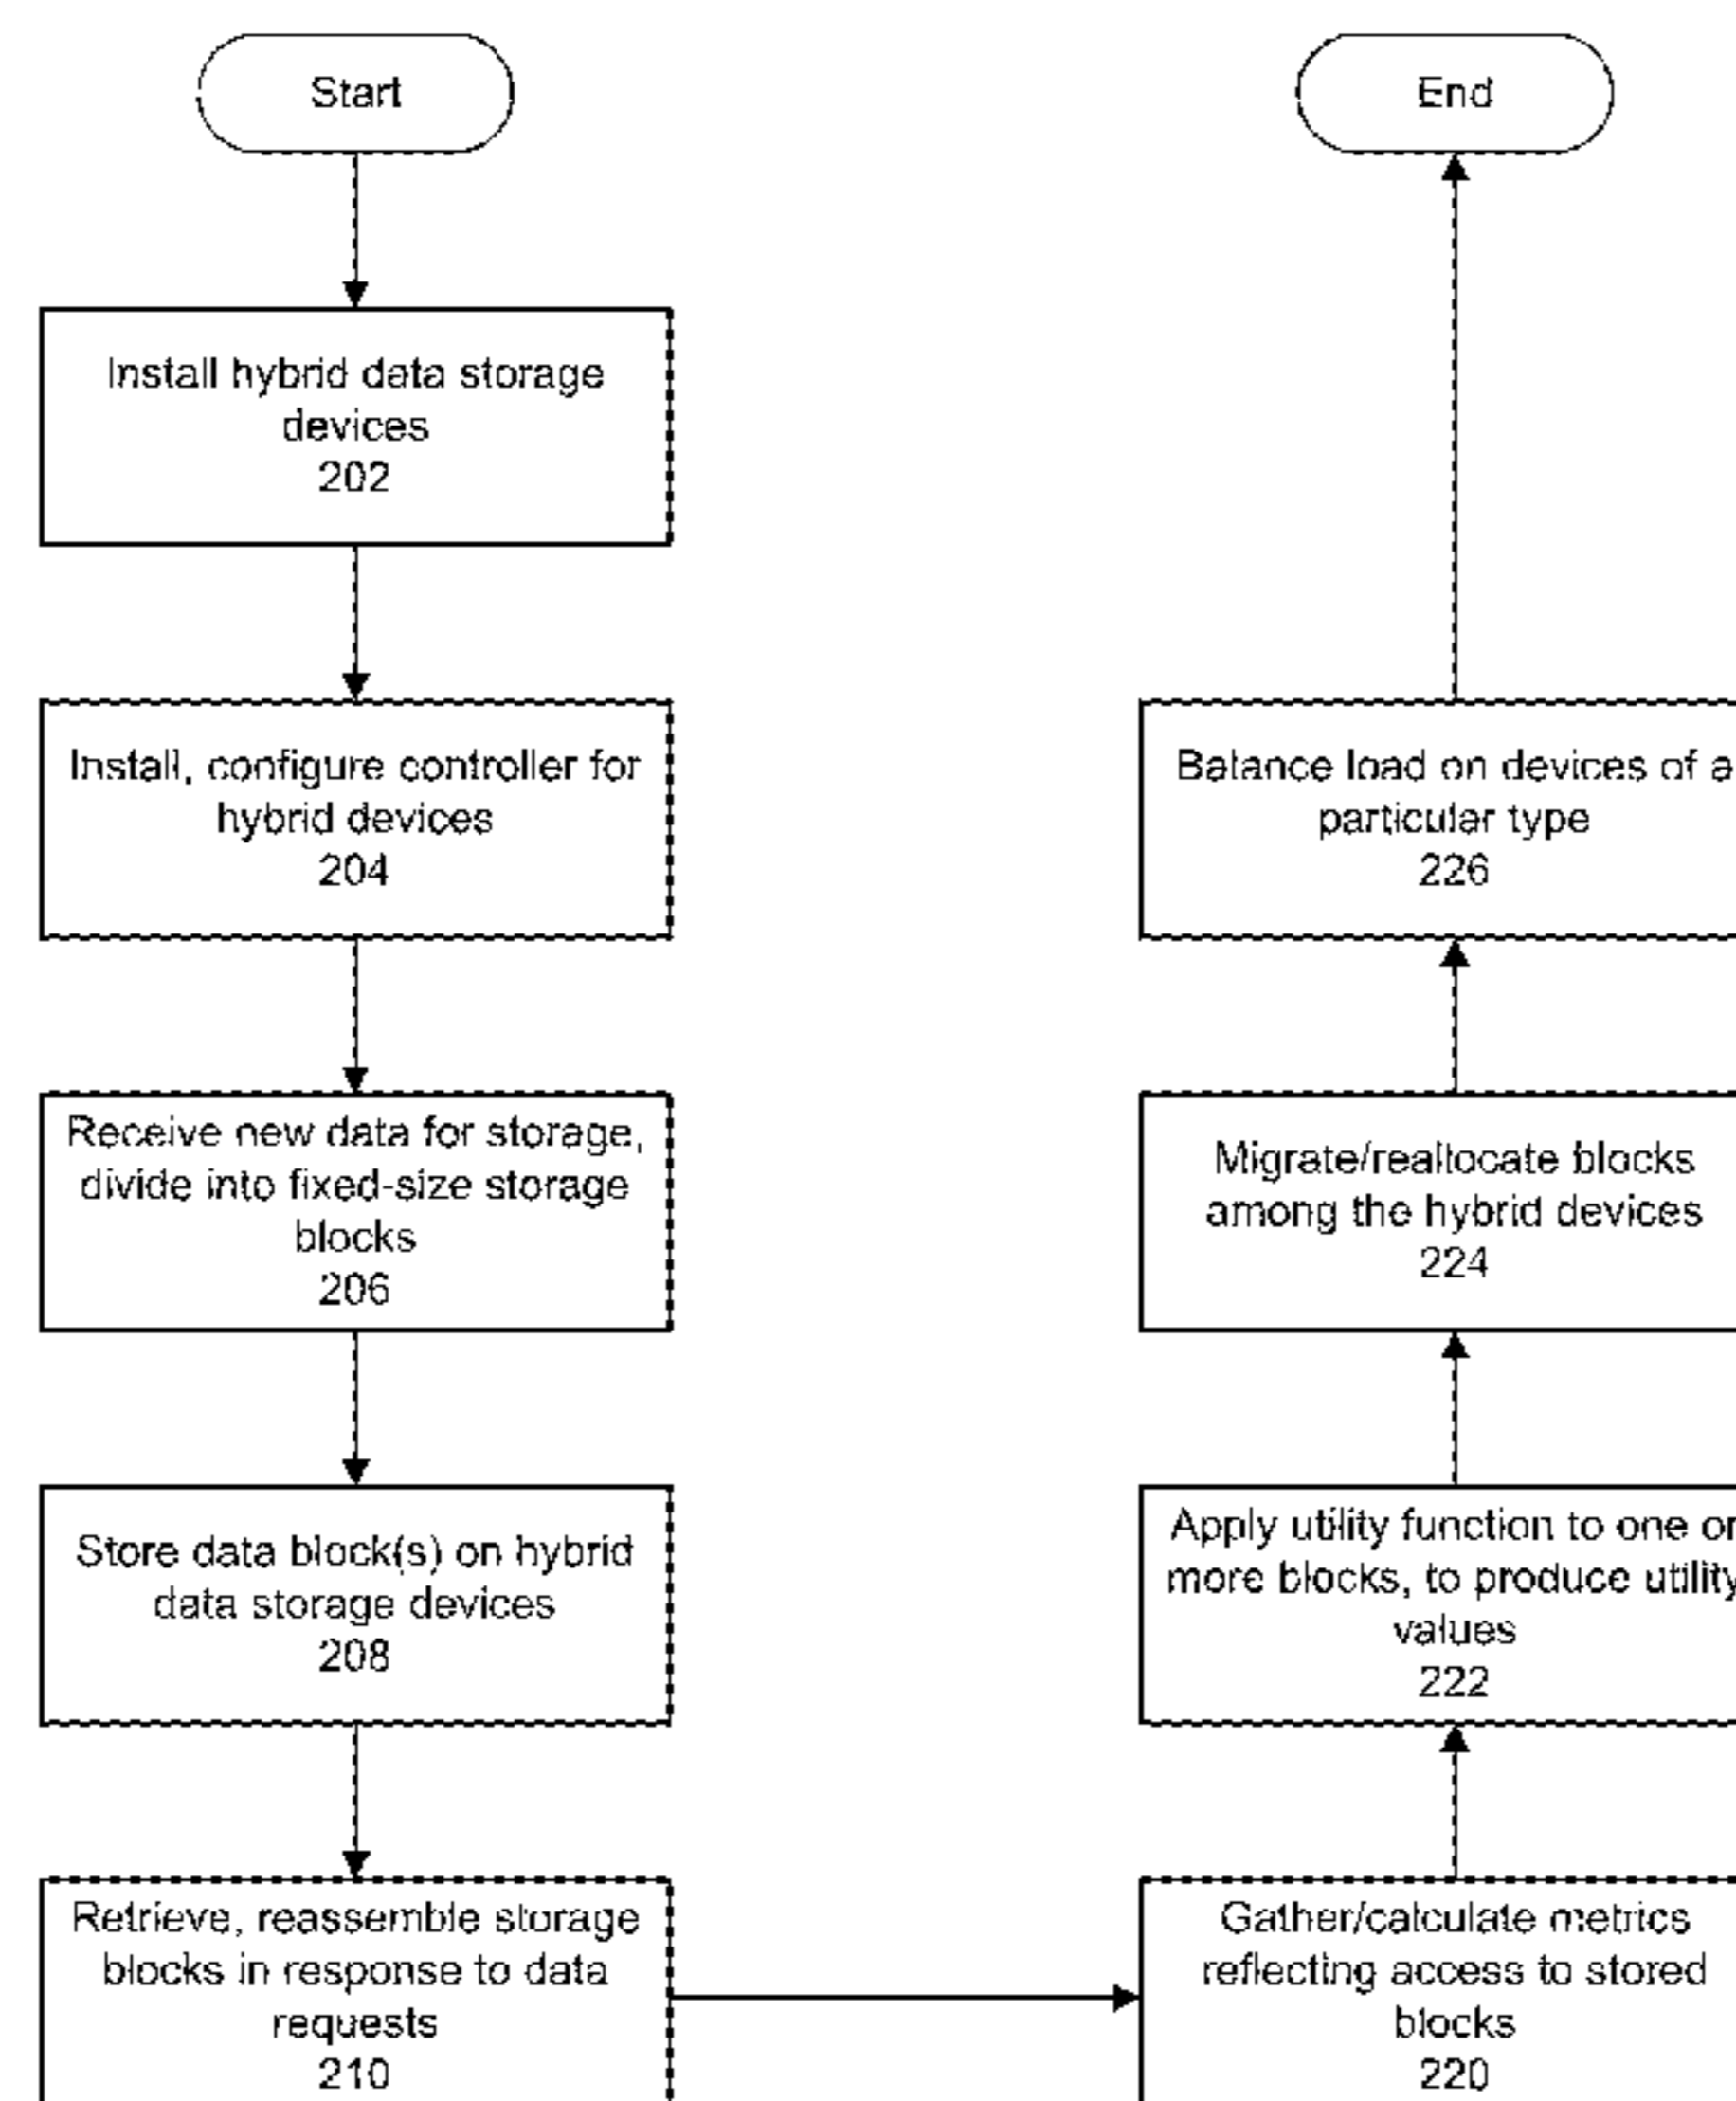 Start
Install hybrid data storage
devices
202
Install, configure controller for
hybrid devices
204
Receive new data for storage,
divide into fixed-size storage
blocks
206
Store data block(s) on hybrid
data storage devices
208
Retrieve, reassemble storage
blocks in response to data
requests
210
End
Balance load on devices of a
particular type
226
Migrate/reallocate blocks
among the hybrid devices
224
Apply utility function to one or
more blocks, to produce utility
values
222
Gather/calculate metrics
reflecting access to stored
blocks
220